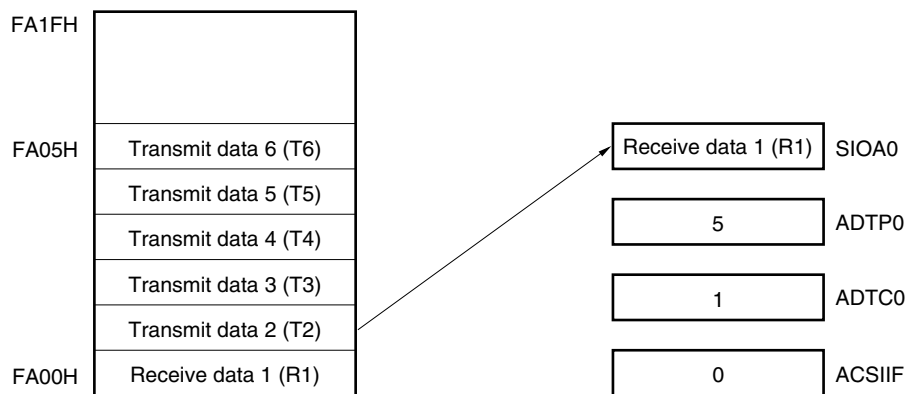 FA1FH
FA05H
Transmit data 6 (T6)
Receive data 1 (R1)
SIOA0
Transmit data 5 (T5)
5
ADTP0
Transmit data 4 (T4)
Transmit data 3 (T3)
1
ADTC0
Transmit data 2 (T2)
FA00H
Receive data 1 (R1)
0
ACSIIF